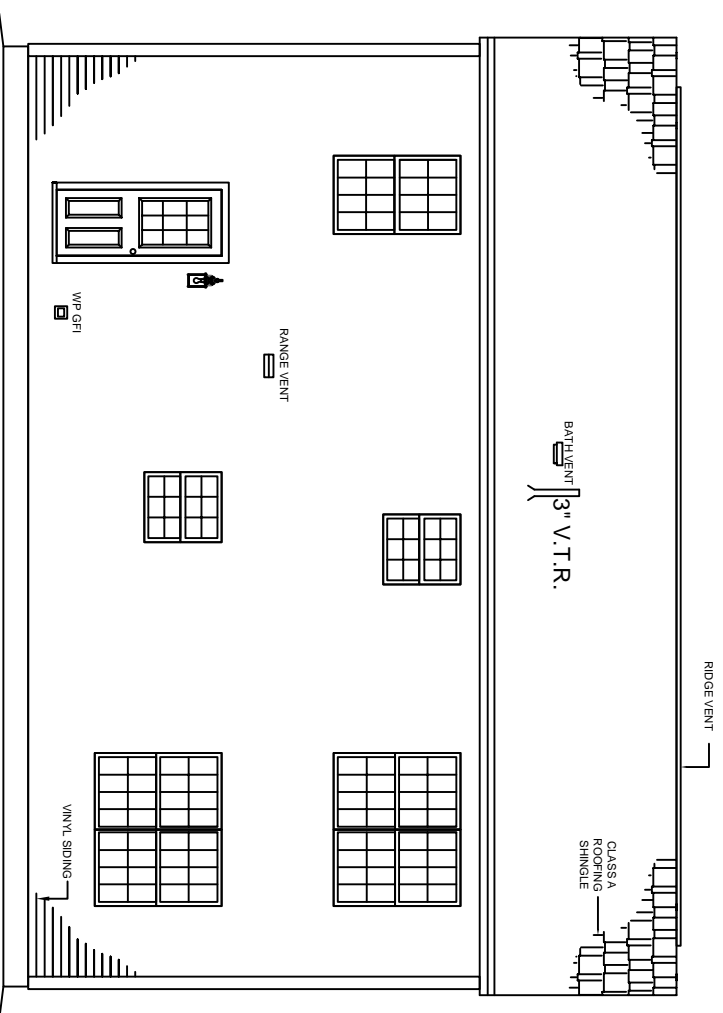 RIDGE VENT
CLASS A
ROOFING
SHINGLE
BATH VENT
3" V.T.R.
RANGE VENT
WP GFI
VINYL SIDING